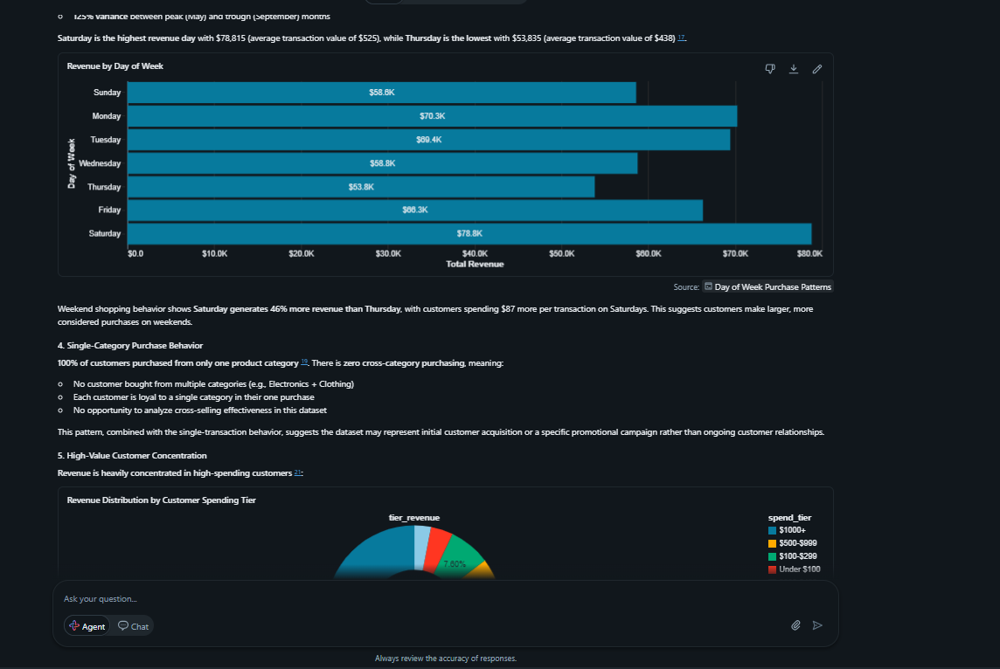 125% variance between peak (May) and trough (September) months
Saturday is the highest revenue day with $78,815 (average transaction value of $525), while Thursday is the lowest with $53,835 (average transaction value of $438) 17.
Revenue by Day of Week
Day of Week
Sunday $58.6K
Monday $70.3K
Tuesday $69.4K
Wednesday $58.8K
Thursday $53.8K
Friday $66.3K
Saturday $78.8K
$0.0 $10.0K $20.0K $30.0K $40.0K $50.0K $60.0K $70.0K $80.0K
Total Revenue
Source: Day of Week Purchase Patterns
Weekend shopping behavior shows Saturday generates 46% more revenue than Thursday, with customers spending $87 more per transaction on Saturdays. This suggests customers make larger, more
considered purchases on weekends.
4. Single-Category Purchase Behavior
100% of customers purchased from only one product category 19. There is zero cross-category purchasing, meaning:
No customer bought from multiple categories (e.g., Electronics + Clothing)
Each customer is loyal to a single category in their one purchase
No opportunity to analyze cross-selling effectiveness in this dataset
This pattern, combined with the single-transaction behavior, suggests the dataset may represent initial customer acquisition or a specific promotional campaign rather than ongoing customer relationships.
5. High-Value Customer Concentration
Revenue is heavily concentrated in high-spending customers 21:
Revenue Distribution by Customer Spending Tier
tier_revenue
7.60%
spend_tier
$1000+
$500-$999
$100-$299
Under $100
Ask your question...
Agent Chat
Always review the accuracy of responses.